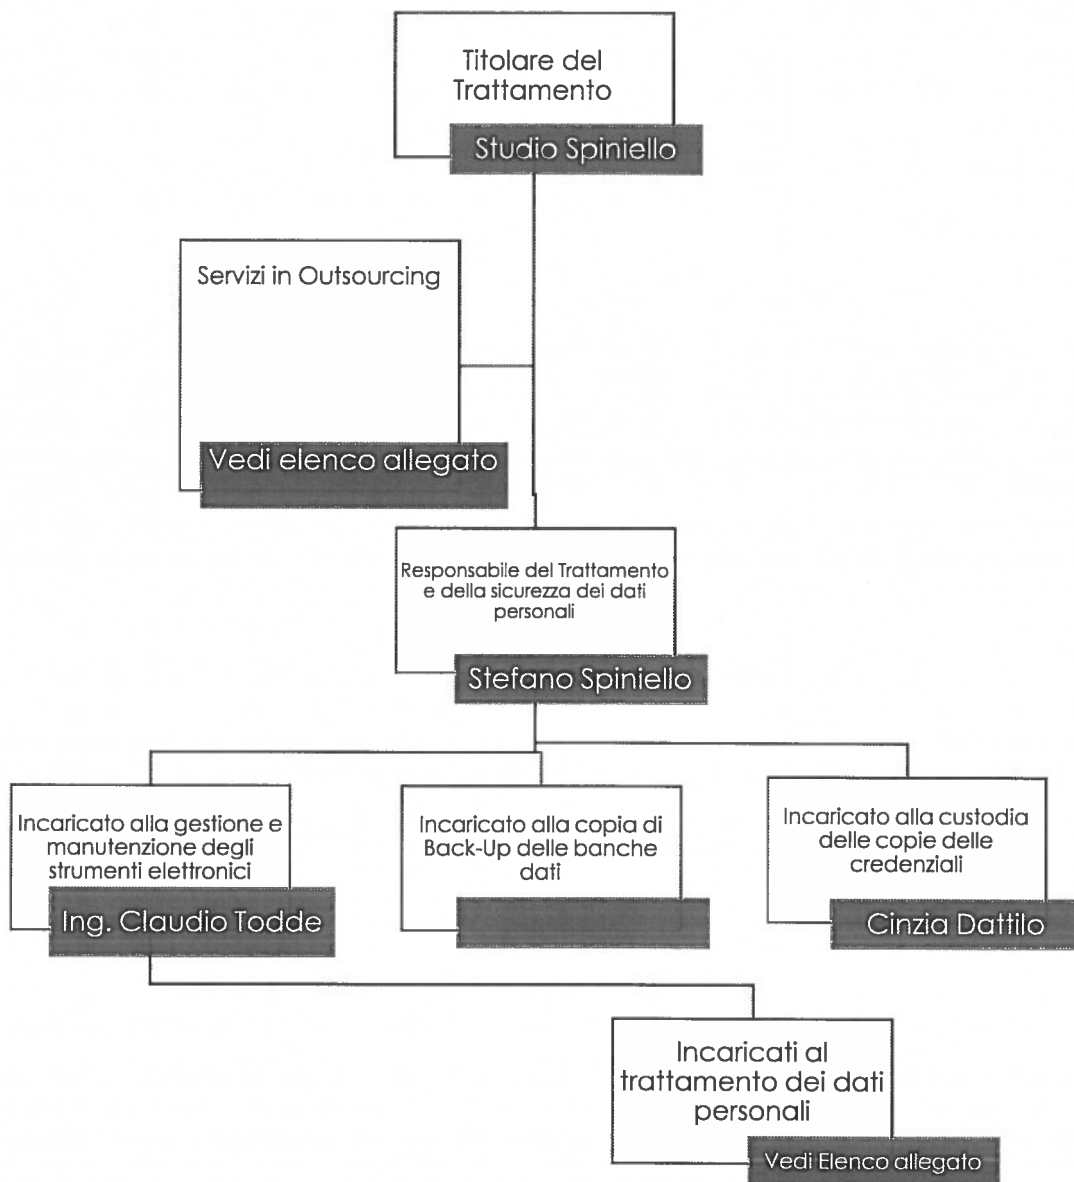 Titolare del
Trattamento
Studio Spiniello
Servizi in Outsourcing
Vedi elenco allegato
Responsabile del Trattamento
e della sicurezza dei dati
personali
Stefano Spiniello
Incaricato alla gestione e
manutenzione degli
strumenti elettronici
Ing. Claudio Todde
Incaricato alla copia di
Back-Up delle banche
dati
Incaricato alla custodia
delle copie delle
credenziali
Cinzia Dattilo
Incaricati al
trattamento dei dati
personali
Vedi Elenco allegato